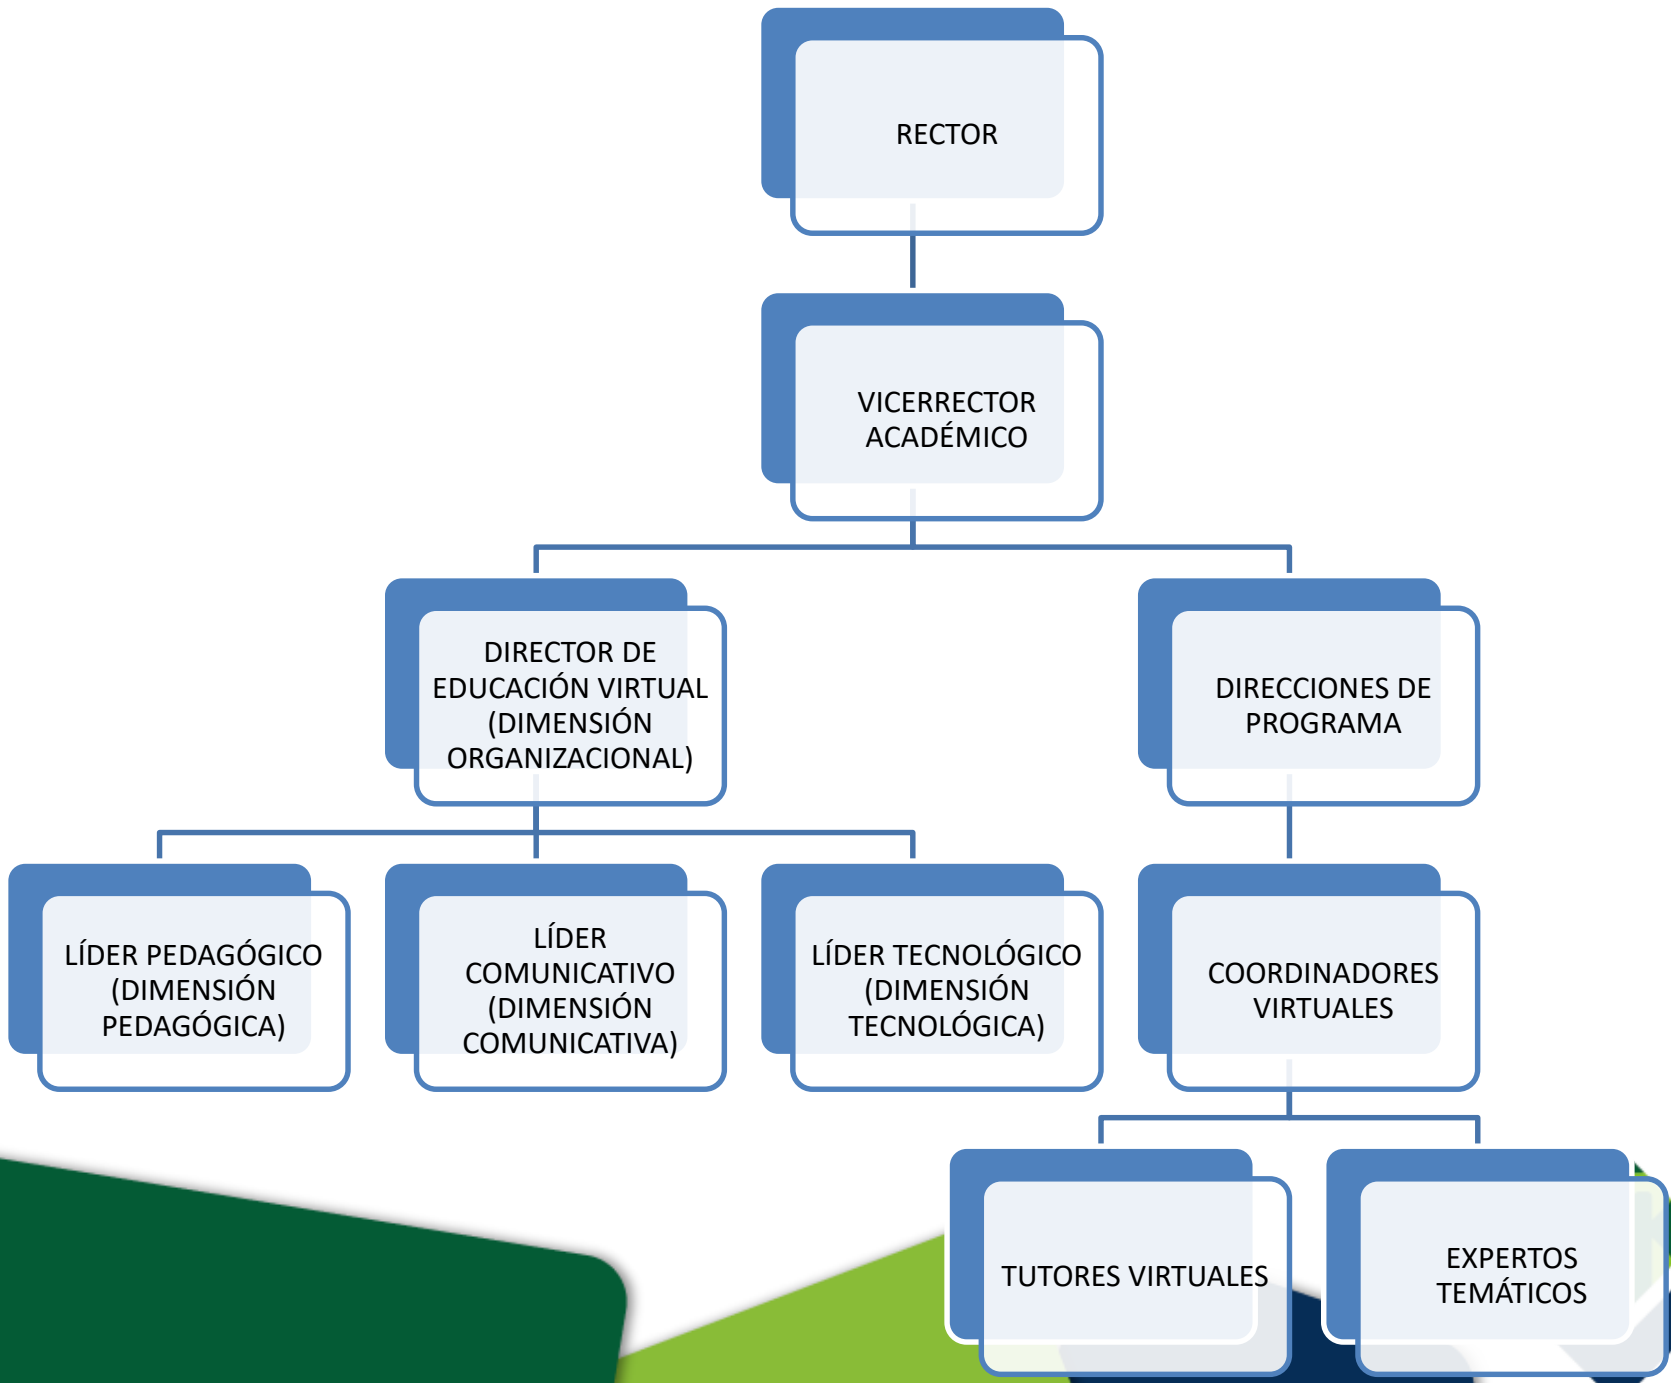 RECTOR
VICERRECTOR
ACADÉMICO
DIRECTOR DE
EDUCACIÓN VIRTUAL
(DIMENSIÓN
ORGANIZACIONAL)
DIRECCIONES DE
PROGRAMA
LÍDER PEDAGÓGICO
(DIMENSIÓN
PEDAGÓGICA)
LÍDER
COMUNICATIVO
(DIMENSIÓN
COMUNICATIVA)
LÍDER TECNOLÓGICO
(DIMENSIÓN
TECNOLÓGICA)
COORDINADORES
VIRTUALES
TUTORES VIRTUALES
EXPERTOS
TEMÁTICOS